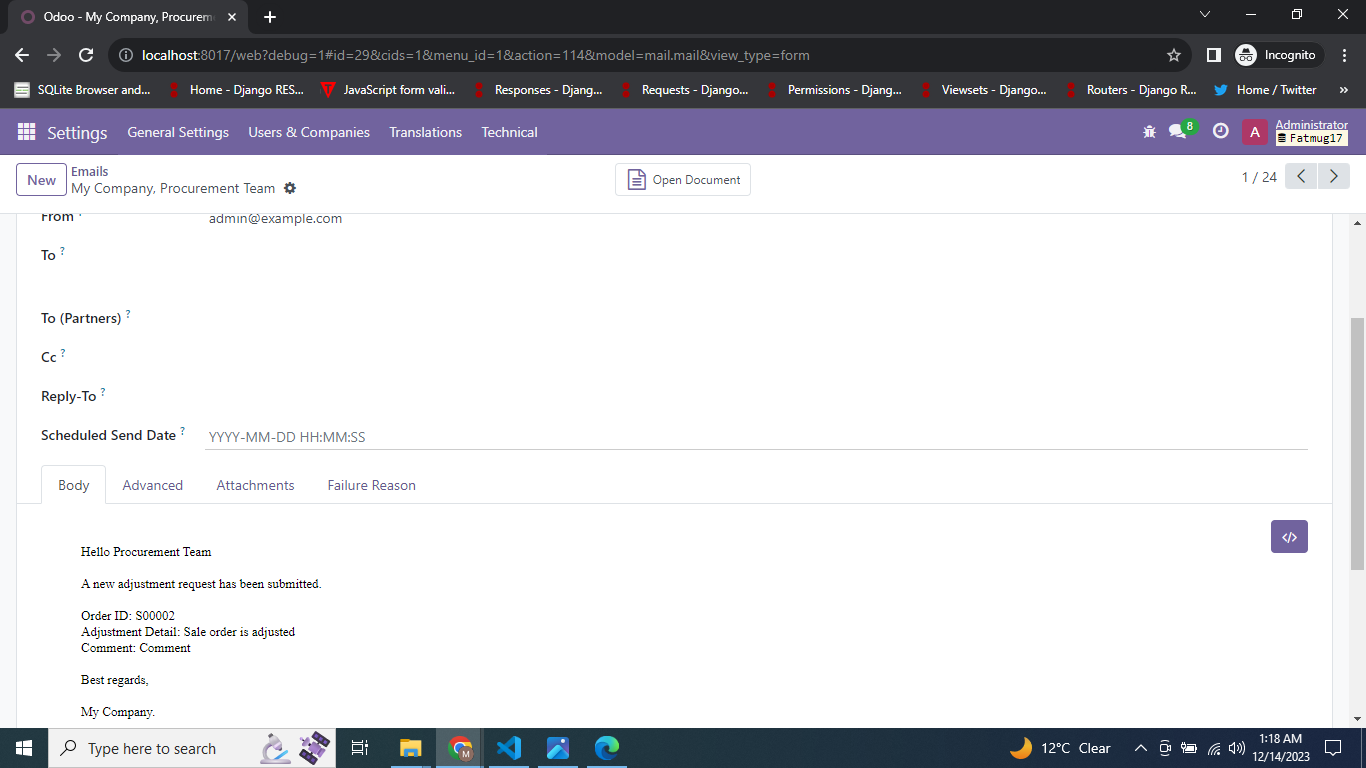 Odoo - My Company, Procurem
localhost:8017/web?debug=1#id=29&cids=1&menu_id=1&action=114&model=mail.mail&view_type=form
Incognito
SQLite Browser and...
Home - Django RES...
JavaScript form vali...
Responses - Djang...
Requests - Django...
Permissions - Djang...
Viewsets - Django...
Routers - Django R...
Home / Twitter
»
Settings
General Settings
Users & Companies
Translations
Technical
8
A
Administrator
Fatmug17
New
Emails
My Company, Procurement Team
Open Document
1 / 24
From ?
admin@example.com
To ?
To (Partners) ?
Cc ?
Reply-To ?
Scheduled Send Date ?
YYYY-MM-DD HH:MM:SS
Body
Advanced
Attachments
Failure Reason
</>
Hello Procurement Team
A new adjustment request has been submitted.
Order ID: S00002
Adjustment Detail: Sale order is adjusted
Comment: Comment
Best regards,
My Company.
Type here to search
M
12°C Clear
1:18 AM
12/14/2023